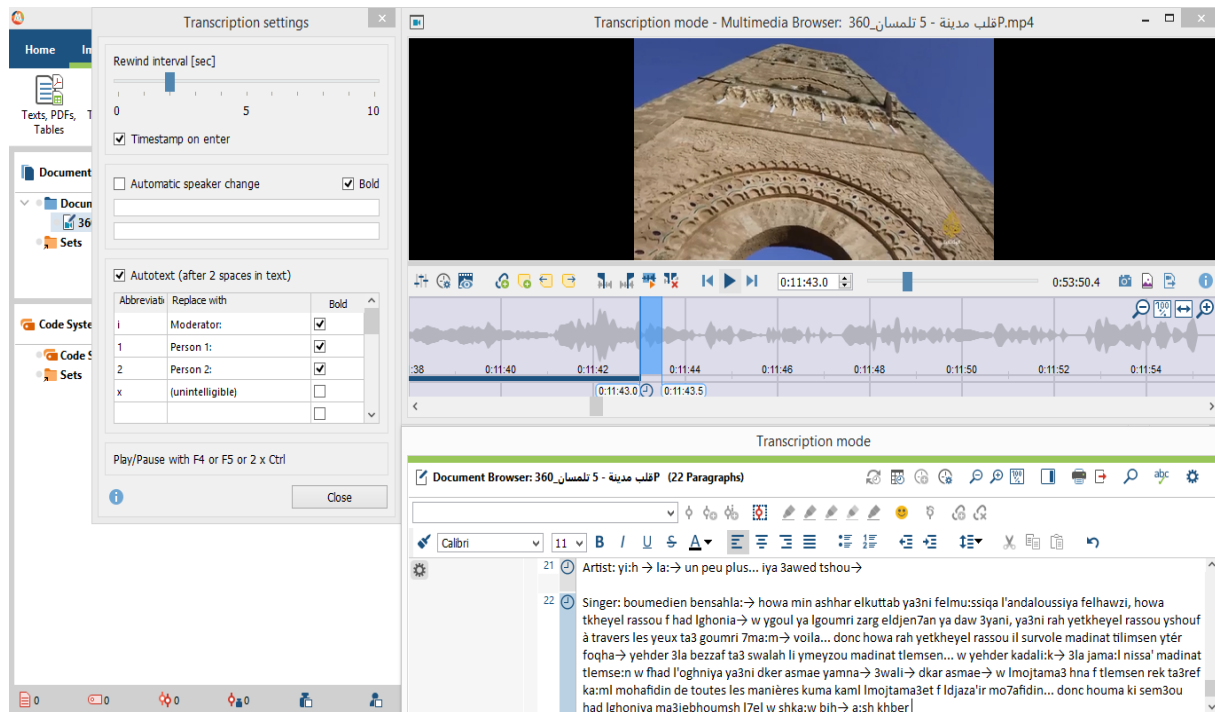 Transcription settings
Transcription mode - Multimedia Browser: 360_قلب مدينة - 5 تلمسانP.mp4
Home
Texts, PDFs,
Tables
Document
Docun
36
Sets
Code Syste
Code S
Sets
0
0
0
0
Rewind interval [sec]
0 5 10
Timestamp on enter
Automatic speaker change Bold
Autotext (after 2 spaces in text)
Abbreviati Replace with Bold
i Moderator:
1 Person 1:
2 Person 2:
x (unintelligible)
Play/Pause with F4 or F5 or 2 x Ctrl
Close
0:11:43.0 0:53:50.4
:38 0:11:40 0:11:42 0:11:44 0:11:46 0:11:48 0:11:50 0:11:52 0:11:54
0:11:43.0 0:11:43.5
Transcription mode
Document Browser: 360_قلب مدينة - 5 تلمسانP (22 Paragraphs)
Calibri 11 B I U S A
21 Artist: yi:h → la:→ un peu plus... iya 3awed tshou→
22 Singer: boumedien bensahla:→ howa min ashhar elkuttab ya3ni felmu:ssiqa l'andaloussiya felhawzi, howa
tkheyel rassou f had lghonia→ w ygoul ya lgoumri zarg eldjen7an ya daw 3yani, ya3ni rah yetkheyel rassou yshouf
à travers les yeux ta3 goumri 7ma:m→ voila... donc howa rah yetkheyel rassou il survole madinat tilimsen ytér
foqha→ yehder 3la bezzaf ta3 swalah li ymeyzou madinat tlemsen... w yehder kadali:k→ 3la jama:l nissa' madinat
tlemse:n w fhad l'oghniya ya3ni dker asmae yamna→ 3wali→ dkar asmae→ w lmojtama3 hna f tlemsen rek ta3ref
ka:ml mohafidin de toutes les manières kuma kaml lmojtama3et f ldjaza'ir mo7afidin... donc houma ki sem3ou
had lghoniya ma3jebhoumsh l7el w shka:w bih→ a:sh khber